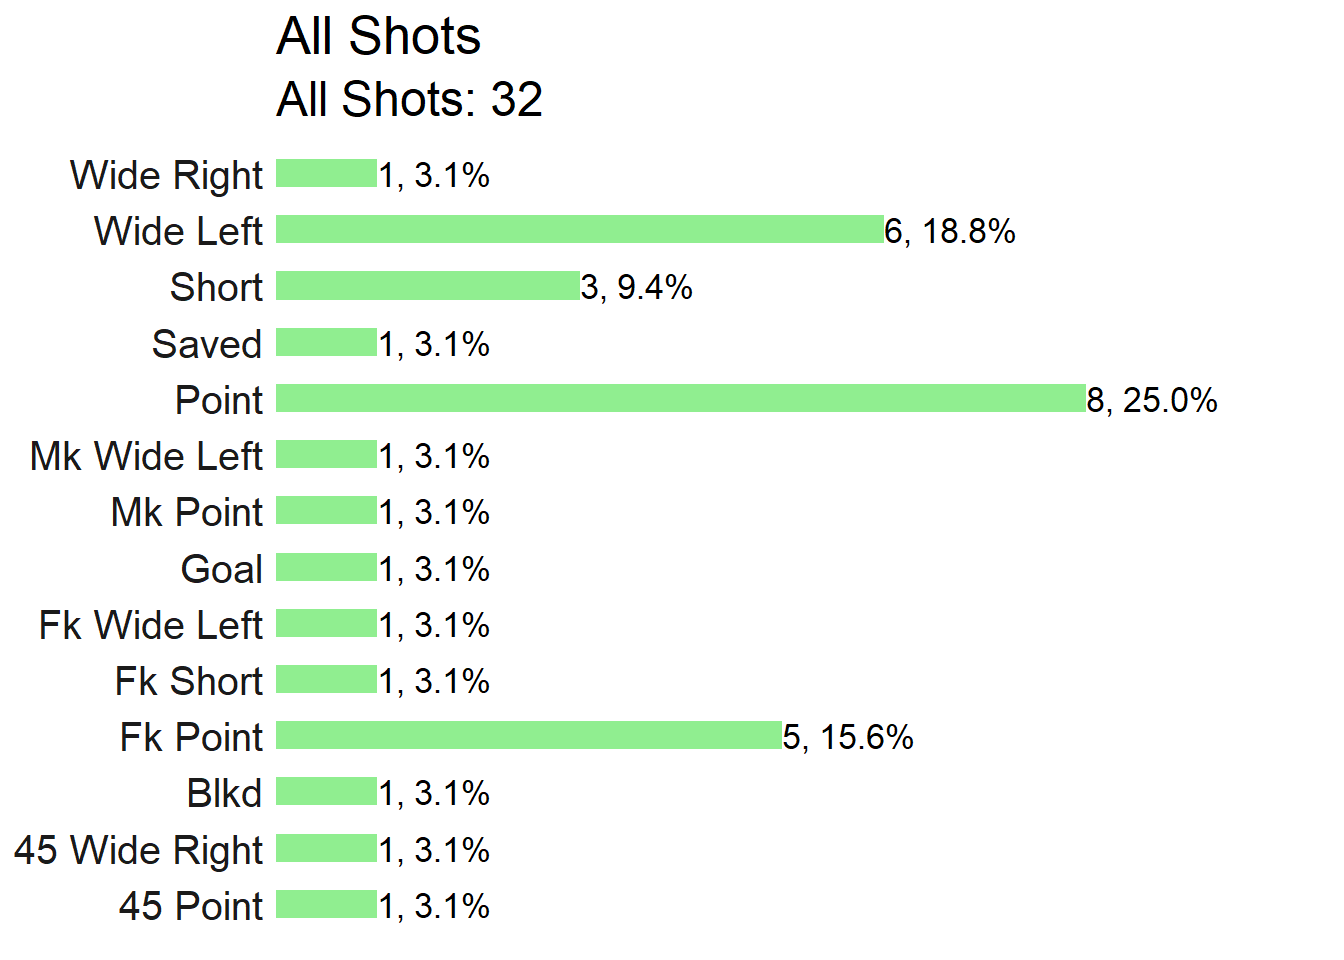 All Shots
All Shots: 32
Wide Right 1, 3.1%
Wide Left 6, 18.8%
Short 3, 9.4%
Saved 1, 3.1%
Point 8, 25.0%
Mk Wide Left 1, 3.1%
Mk Point 1, 3.1%
Goal 1, 3.1%
Fk Wide Left 1, 3.1%
Fk Short 1, 3.1%
Fk Point 5, 15.6%
Blkd 1, 3.1%
45 Wide Right 1, 3.1%
45 Point 1, 3.1%